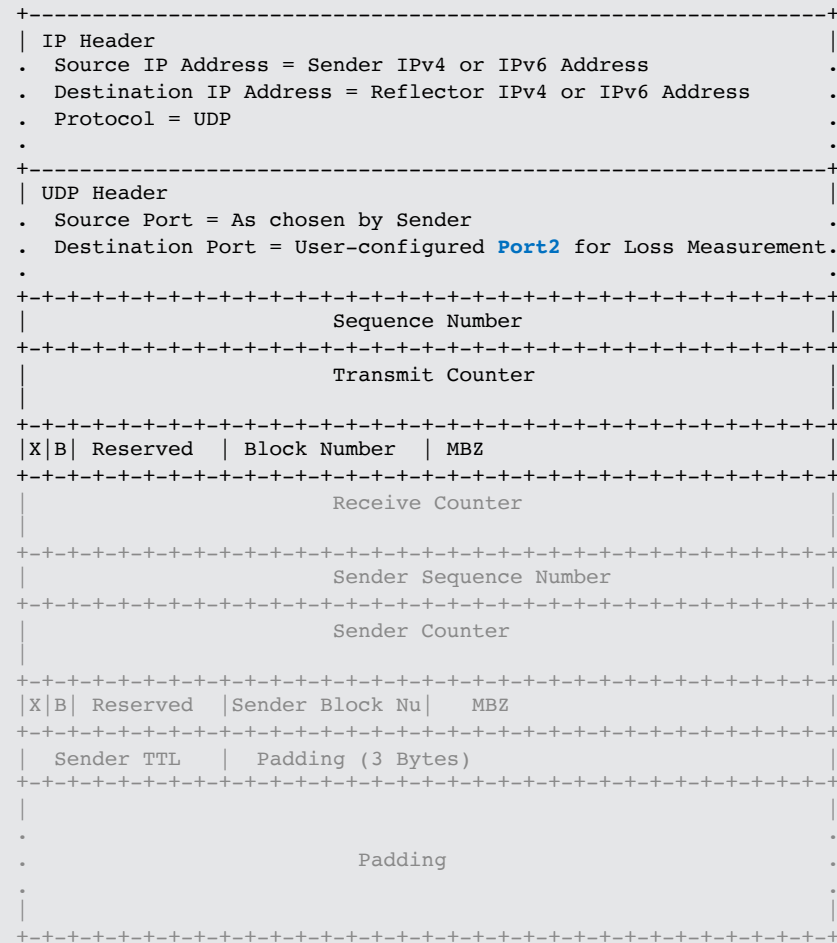 +---------------------------------------------------------------+
| IP Header |
. Source IP Address = Sender IPv4 or IPv6 Address .
. Destination IP Address = Reflector IPv4 or IPv6 Address .
. Protocol = UDP .
. .
+---------------------------------------------------------------+
| UDP Header |
. Source Port = As chosen by Sender .
. Destination Port = User-configured Port2 for Loss Measurement.
. .
+-+-+-+-+-+-+-+-+-+-+-+-+-+-+-+-+-+-+-+-+-+-+-+-+-+-+-+-+-+-+-+-+
| Sequence Number |
+-+-+-+-+-+-+-+-+-+-+-+-+-+-+-+-+-+-+-+-+-+-+-+-+-+-+-+-+-+-+-+-+
| Transmit Counter |
| |
+-+-+-+-+-+-+-+-+-+-+-+-+-+-+-+-+-+-+-+-+-+-+-+-+-+-+-+-+-+-+-+-+
|X|B| Reserved | Block Number | MBZ |
+-+-+-+-+-+-+-+-+-+-+-+-+-+-+-+-+-+-+-+-+-+-+-+-+-+-+-+-+-+-+-+-+
| Receive Counter |
| |
+-+-+-+-+-+-+-+-+-+-+-+-+-+-+-+-+-+-+-+-+-+-+-+-+-+-+-+-+-+-+-+-+
| Sender Sequence Number |
+-+-+-+-+-+-+-+-+-+-+-+-+-+-+-+-+-+-+-+-+-+-+-+-+-+-+-+-+-+-+-+-+
| Sender Counter |
| |
+-+-+-+-+-+-+-+-+-+-+-+-+-+-+-+-+-+-+-+-+-+-+-+-+-+-+-+-+-+-+-+-+
|X|B| Reserved |Sender Block Nu| MBZ |
+-+-+-+-+-+-+-+-+-+-+-+-+-+-+-+-+-+-+-+-+-+-+-+-+-+-+-+-+-+-+-+-+
| Sender TTL | Padding (3 Bytes) |
+-+-+-+-+-+-+-+-+-+-+-+-+-+-+-+-+-+-+-+-+-+-+-+-+-+-+-+-+-+-+-+-+
| |
. .
. Padding .
. .
| |
+-+-+-+-+-+-+-+-+-+-+-+-+-+-+-+-+-+-+-+-+-+-+-+-+-+-+-+-+-+-+-+-+